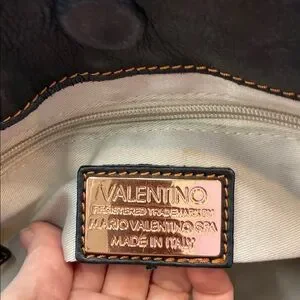 VALENTINO
REGISTERED TRADEMARK BY
MARIO VALENTINO SPA
MADE IN ITALY